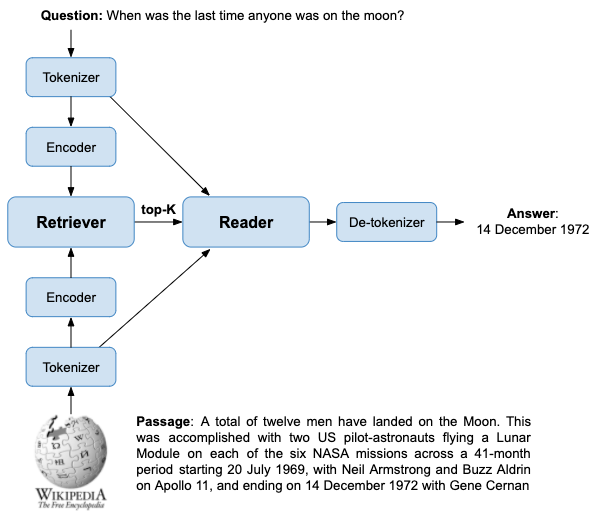 Question: When was the last time anyone was on the moon?
Tokenizer
Encoder
Retriever
top-K
Reader
De-tokenizer
Answer:
14 December 1972
Encoder
Tokenizer
WIKIPEDIA
The Free Encyclopedia
Passage: A total of twelve men have landed on the Moon. This
was accomplished with two US pilot-astronauts flying a Lunar
Module on each of the six NASA missions across a 41-month
period starting 20 July 1969, with Neil Armstrong and Buzz Aldrin
on Apollo 11, and ending on 14 December 1972 with Gene Cernan